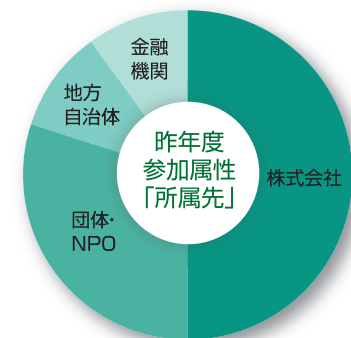 金融
機関
地方
自治体
昨年度
参加属性
「所属先」
株式会社
団体・
NPO